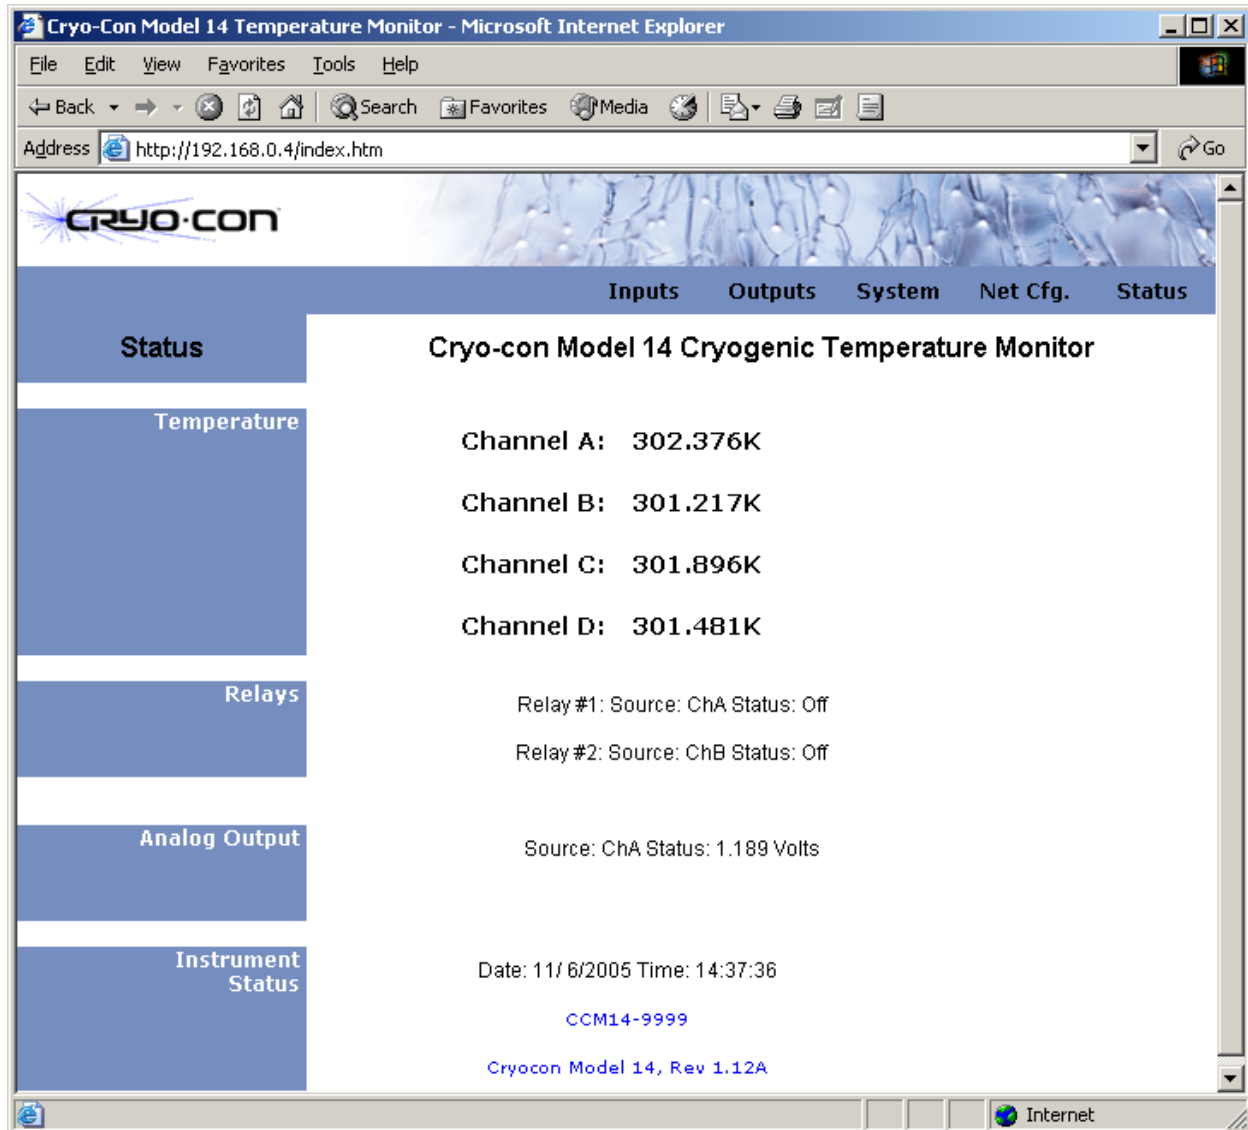 Cryo-Con Model 14 Temperature Monitor - Microsoft Internet Explorer
File Edit View Favorites Tools Help
Back Search Favorites Media
Address http://192.168.0.4/index.htm Go
CRYO·CON
Inputs Outputs System Net Cfg. Status
Status
Cryo-con Model 14 Cryogenic Temperature Monitor
Temperature
Channel A: 302.376K
Channel B: 301.217K
Channel C: 301.896K
Channel D: 301.481K
Relays
Relay #1: Source: ChA Status: Off
Relay #2: Source: ChB Status: Off
Analog Output
Source: ChA Status: 1.189 Volts
Instrument
Status
Date: 11/ 6/2005 Time: 14:37:36
CCM14-9999
Cryocon Model 14, Rev 1.12A
Internet